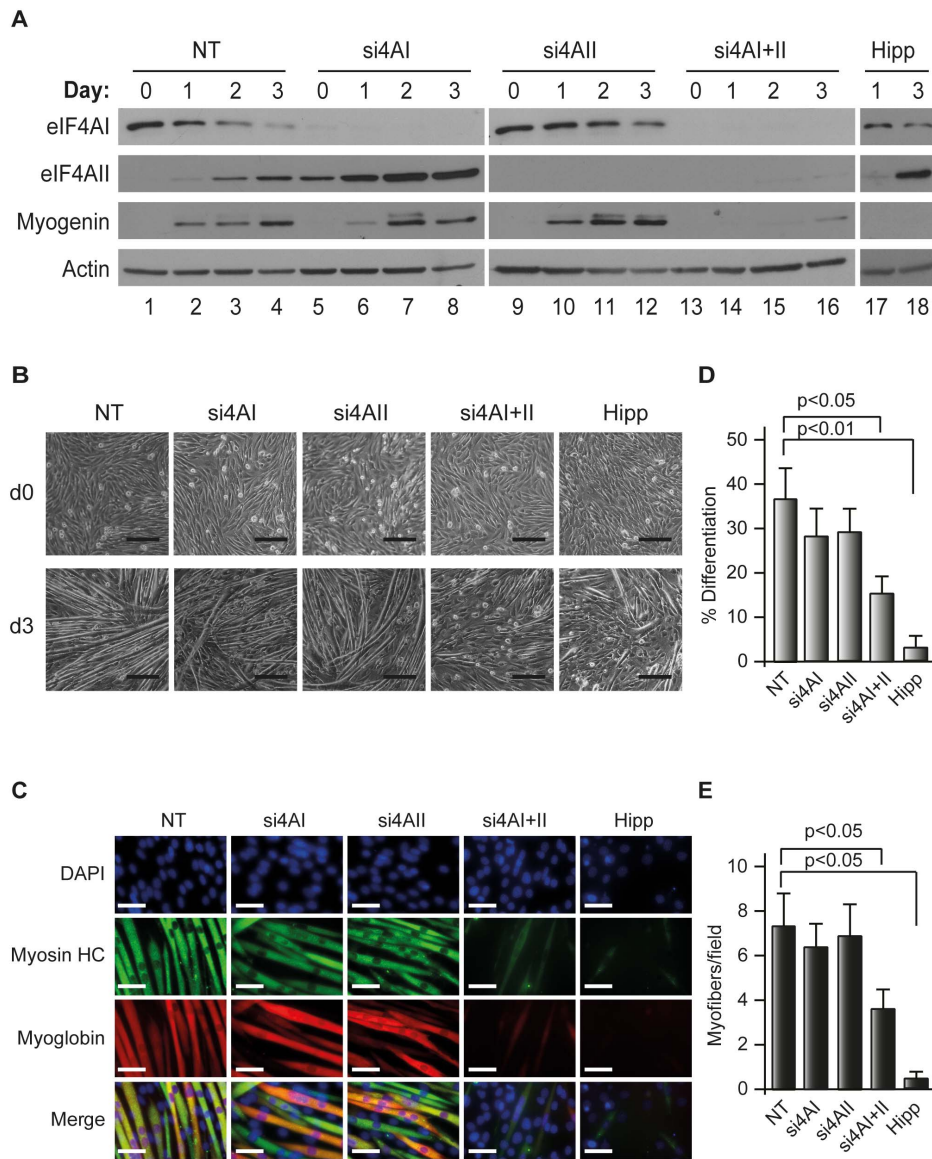 A
NT si4AI si4AII si4AI+II Hipp
Day: 0 1 2 3 0 1 2 3 0 1 2 3 0 1 2 3 1 3
eIF4AI
eIF4AII
Myogenin
Actin
1 2 3 4 5 6 7 8 9 10 11 12 13 14 15 16 17 18
B
NT si4AI si4AII si4AI+II Hipp
d0
d3
D
p<0.05
p<0.01
50
40
30
20
10
0
% Differentiation
NT si4AI si4AII si4AI+II Hipp
C
NT si4AI si4AII si4AI+II Hipp
DAPI
Myosin HC
Myoglobin
Merge
E
p<0.05
p<0.05
10
8
6
4
2
0
Myofibers/field
NT si4AI si4AII si4AI+II Hipp